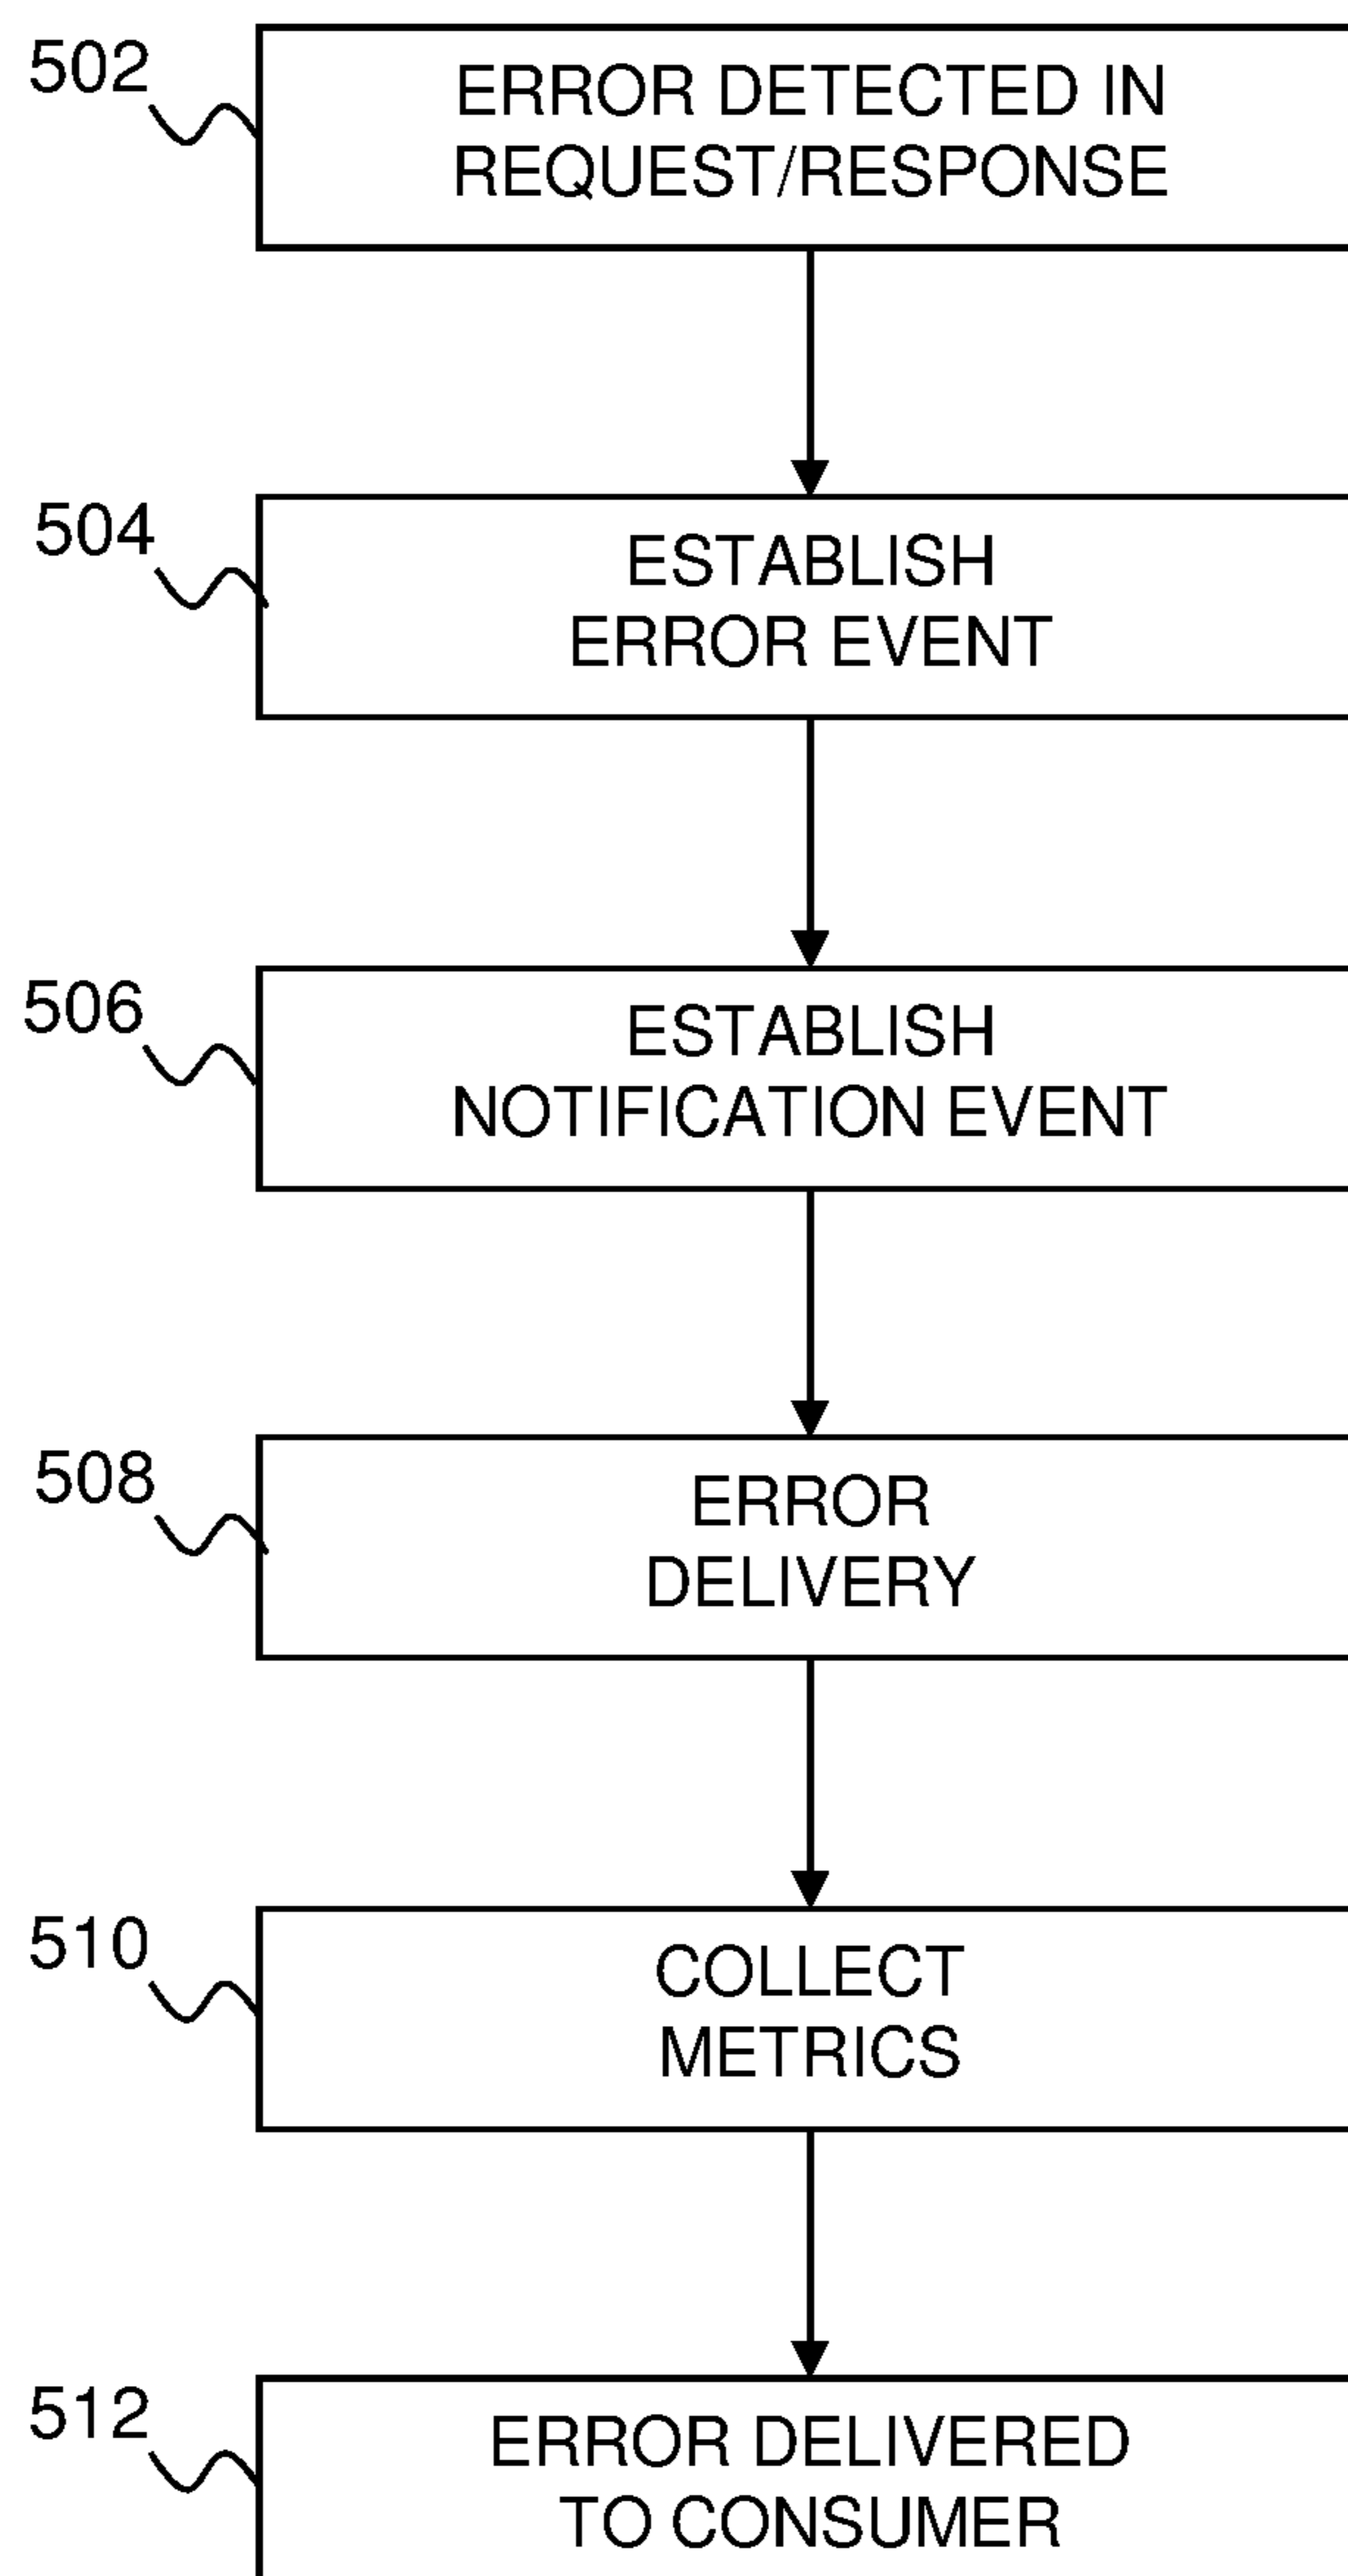 502
ERROR DETECTED IN
REQUEST/RESPONSE
504
ESTABLISH
ERROR EVENT
506
ESTABLISH
NOTIFICATION EVENT
508
ERROR
DELIVERY
510
COLLECT
METRICS
512
ERROR DELIVERED
TO CONSUMER